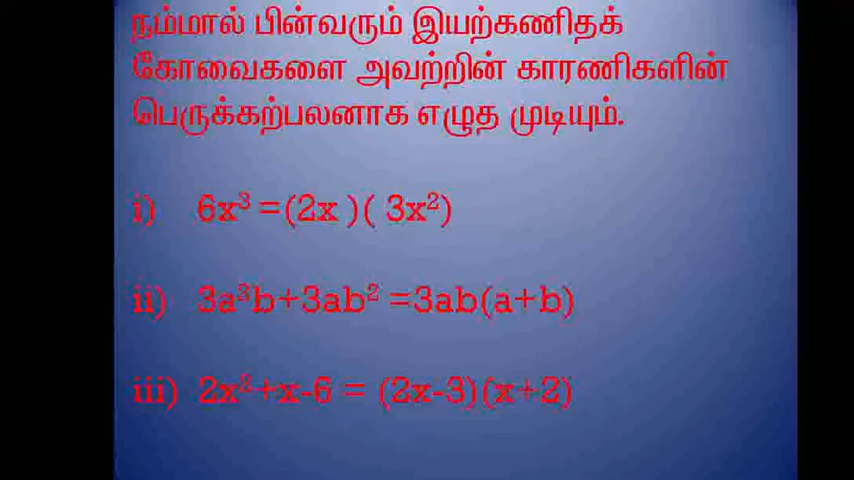 நம்மால் பின்வரும் இயற்கணிதக்
கோவைகளை அவற்றின் காரணிகளின்
பெருக்கற்பலனாக எழுத முடியும்.
i) 6x³ =(2x )( 3x²)
ii) 3a²b+3ab² =3ab(a+b)
iii) 2x²+x-6 = (2x-3)(x+2)